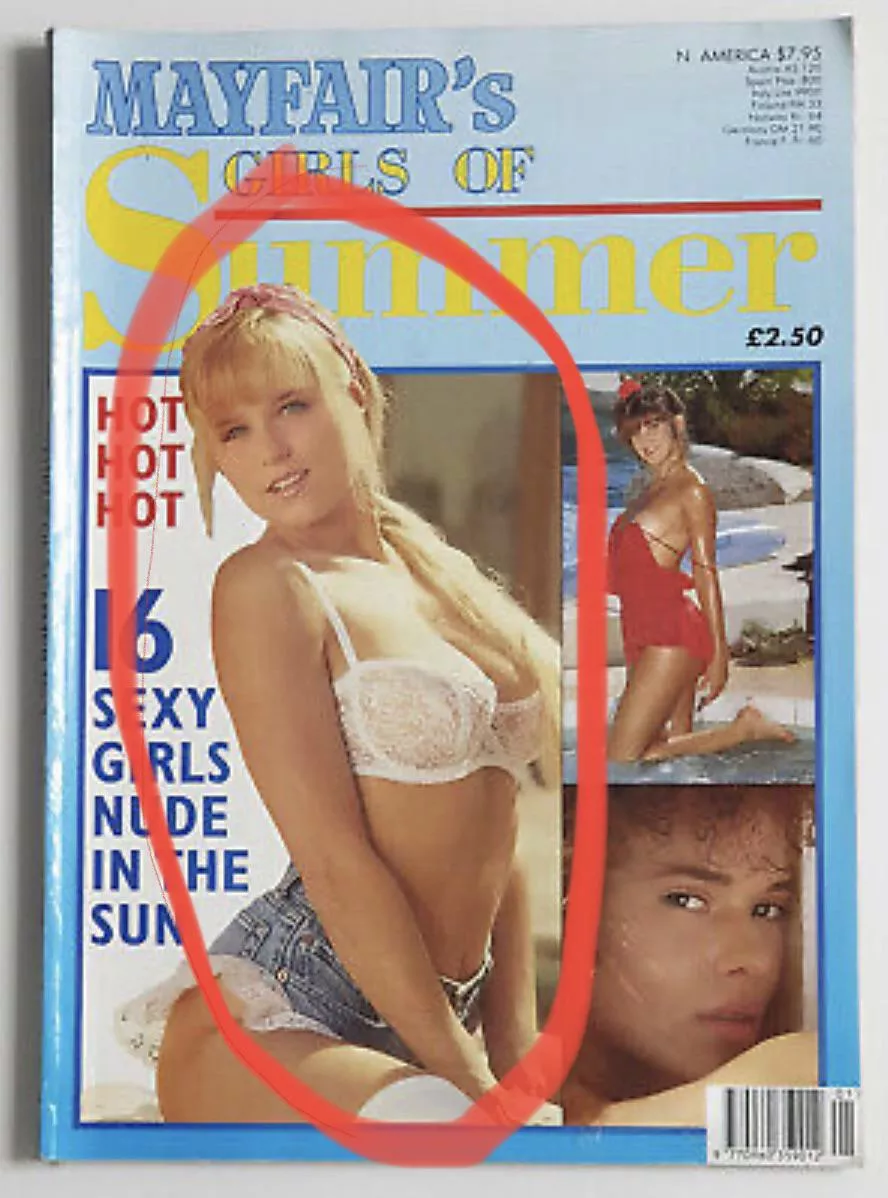 MAYFAIR's
GIRLS OF
Summer
N. AMERICA $7.95
£2.50
HOT
HOT
HOT
16
SEXY
GIRLS
NUDE
IN THE
SUN